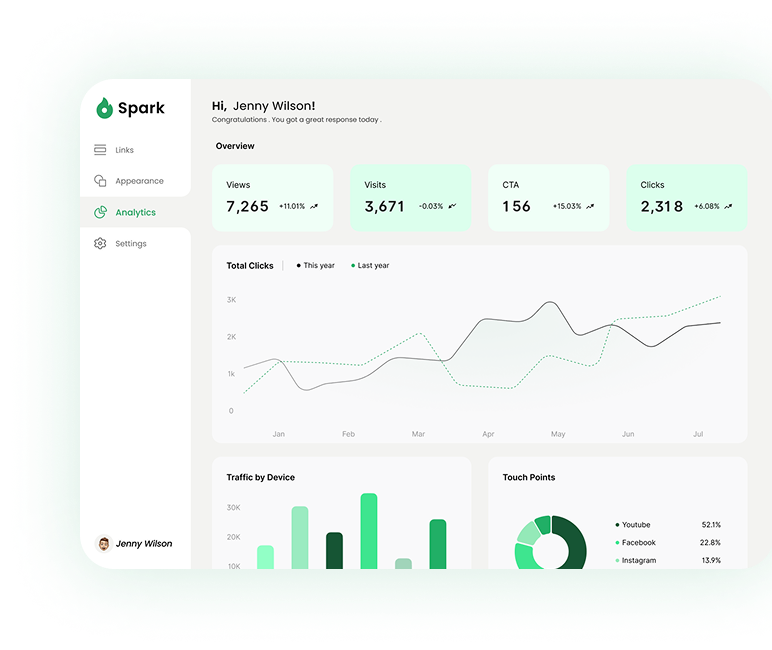 Spark
Links
Appearance
Analytics
Settings
Jenny Wilson
Hi, Jenny Wilson!
Congratulations . You got a great response today .
Overview
Views
7,265 +11.01%
Visits
3,671 -0.03%
CTA
156 +15.03%
Clicks
2,318 +6.08%
Total Clicks This year Last year
3K
2K
1k
0
Jan Feb Mar Apr May Jun Jul
Traffic by Device
30K
20K
10K
Touch Points
Youtube 52.1%
Facebook 22.8%
Instagram 13.9%